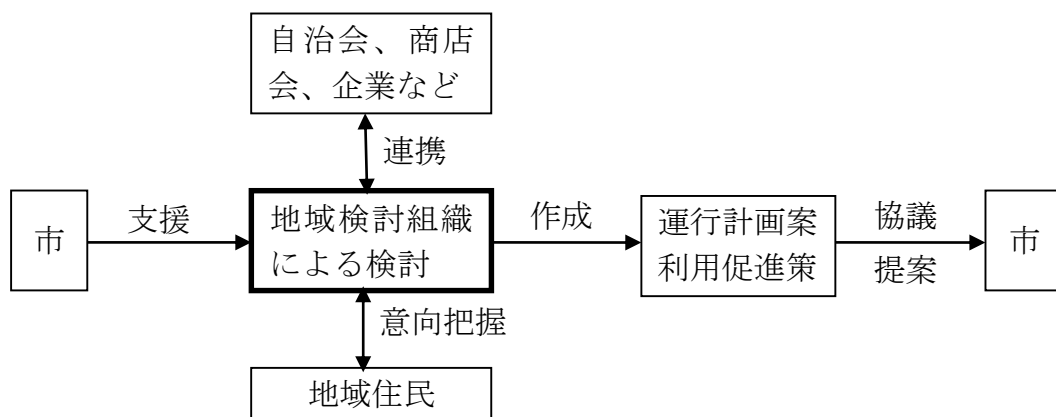 自治会、商店
会、企業など
連携
市
支援
地域検討組織
による検討
作成
運行計画案
利用促進策
協議
提案
市
意向把握
地域住民